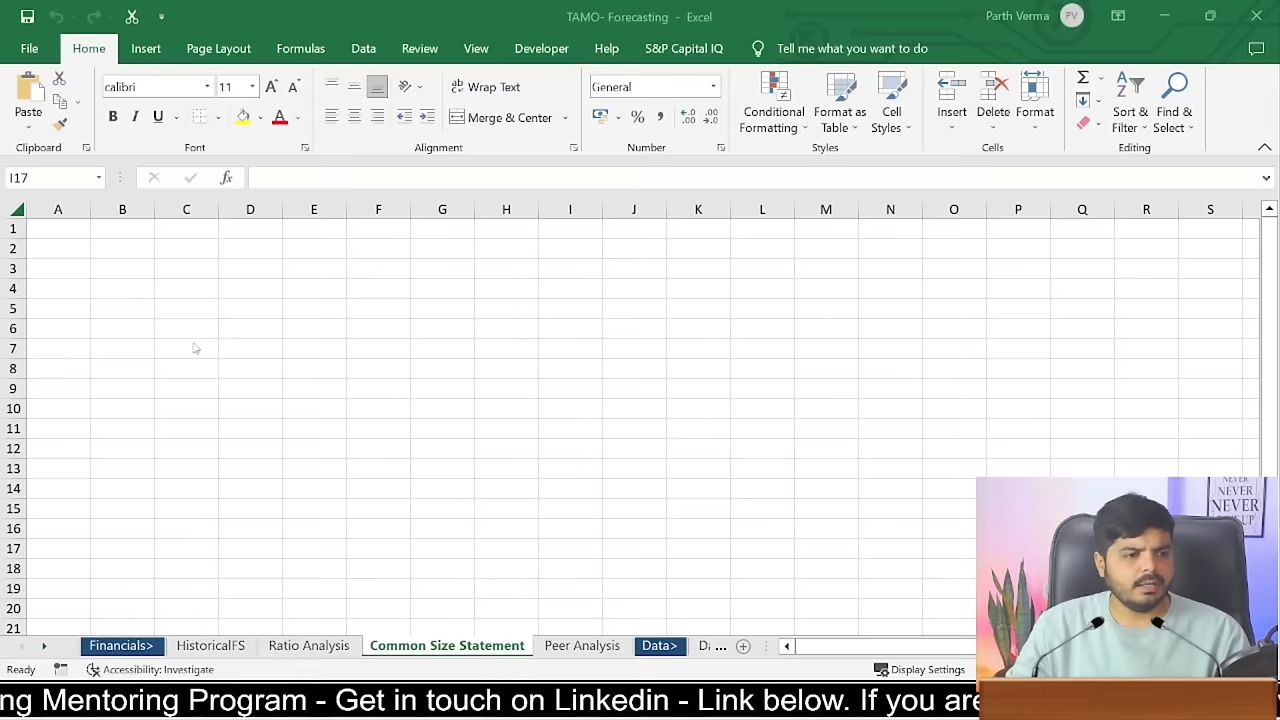 TAMO- Forecasting - Excel
Parth Verma PV
File Home Insert Page Layout Formulas Data Review View Developer Help S&P Capital IQ Tell me what you want to do
calibri 11 Wrap Text General
Paste B I U Merge & Center % Conditional Formatting Format as Table Cell Styles Insert Delete Format Sort & Filter Find & Select
Clipboard Font Alignment Number Styles Cells Editing
I17 fx
A B C D E F G H I J K L M N O P Q R S
1
2
3
4
5
6
7
8
9
10
11
12
13
14
15
16
17
18
19
20
21
NEVER
NEVER
NEVER
Financials> HistoricalFS Ratio Analysis Common Size Statement Peer Analysis Data> Da ...
Ready Accessibility: Investigate Display Settings
ng Mentoring Program - Get in touch on Linkedin - Link below. If you are